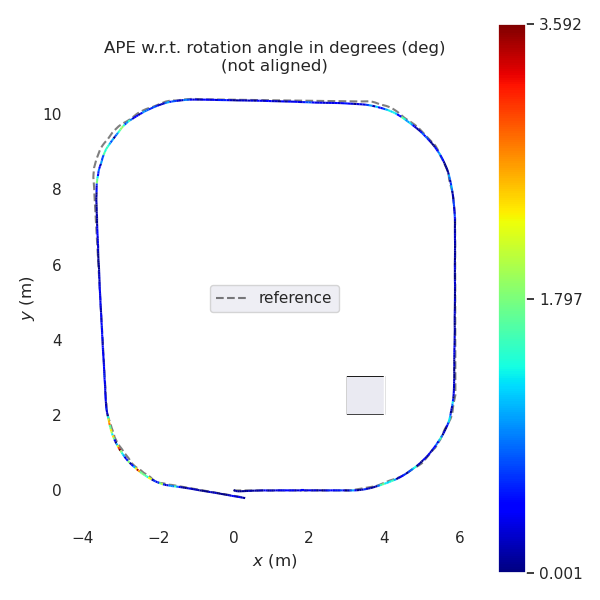 APE w.r.t. rotation angle in degrees (deg)
(not aligned)
3.592
1.797
0.001
10
8
6
4
2
0
y (m)
reference
−4 −2 0 2 4 6
x (m)